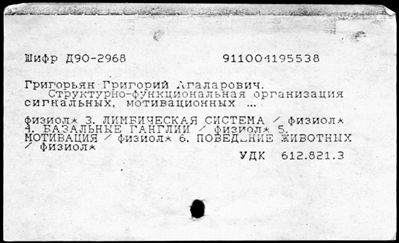 Шифр Д90-2968 911004195538
Григорьян Григорий Агаларович.
Структурно-функциональная организация
сигнальных, мотивационных ...
физиол* 3. ЛИМБИЧЕСКАЯ СИСТЕМА / физиол*
4. БАЗАЛЬНЫЕ ГАНГЛИИ / физиол* 5.
МОТИВАЦИЯ / физиол* 6. ПОВЕДЕНИЕ ЖИВОТНЫХ
/ физиол*
УДК 612.821.3